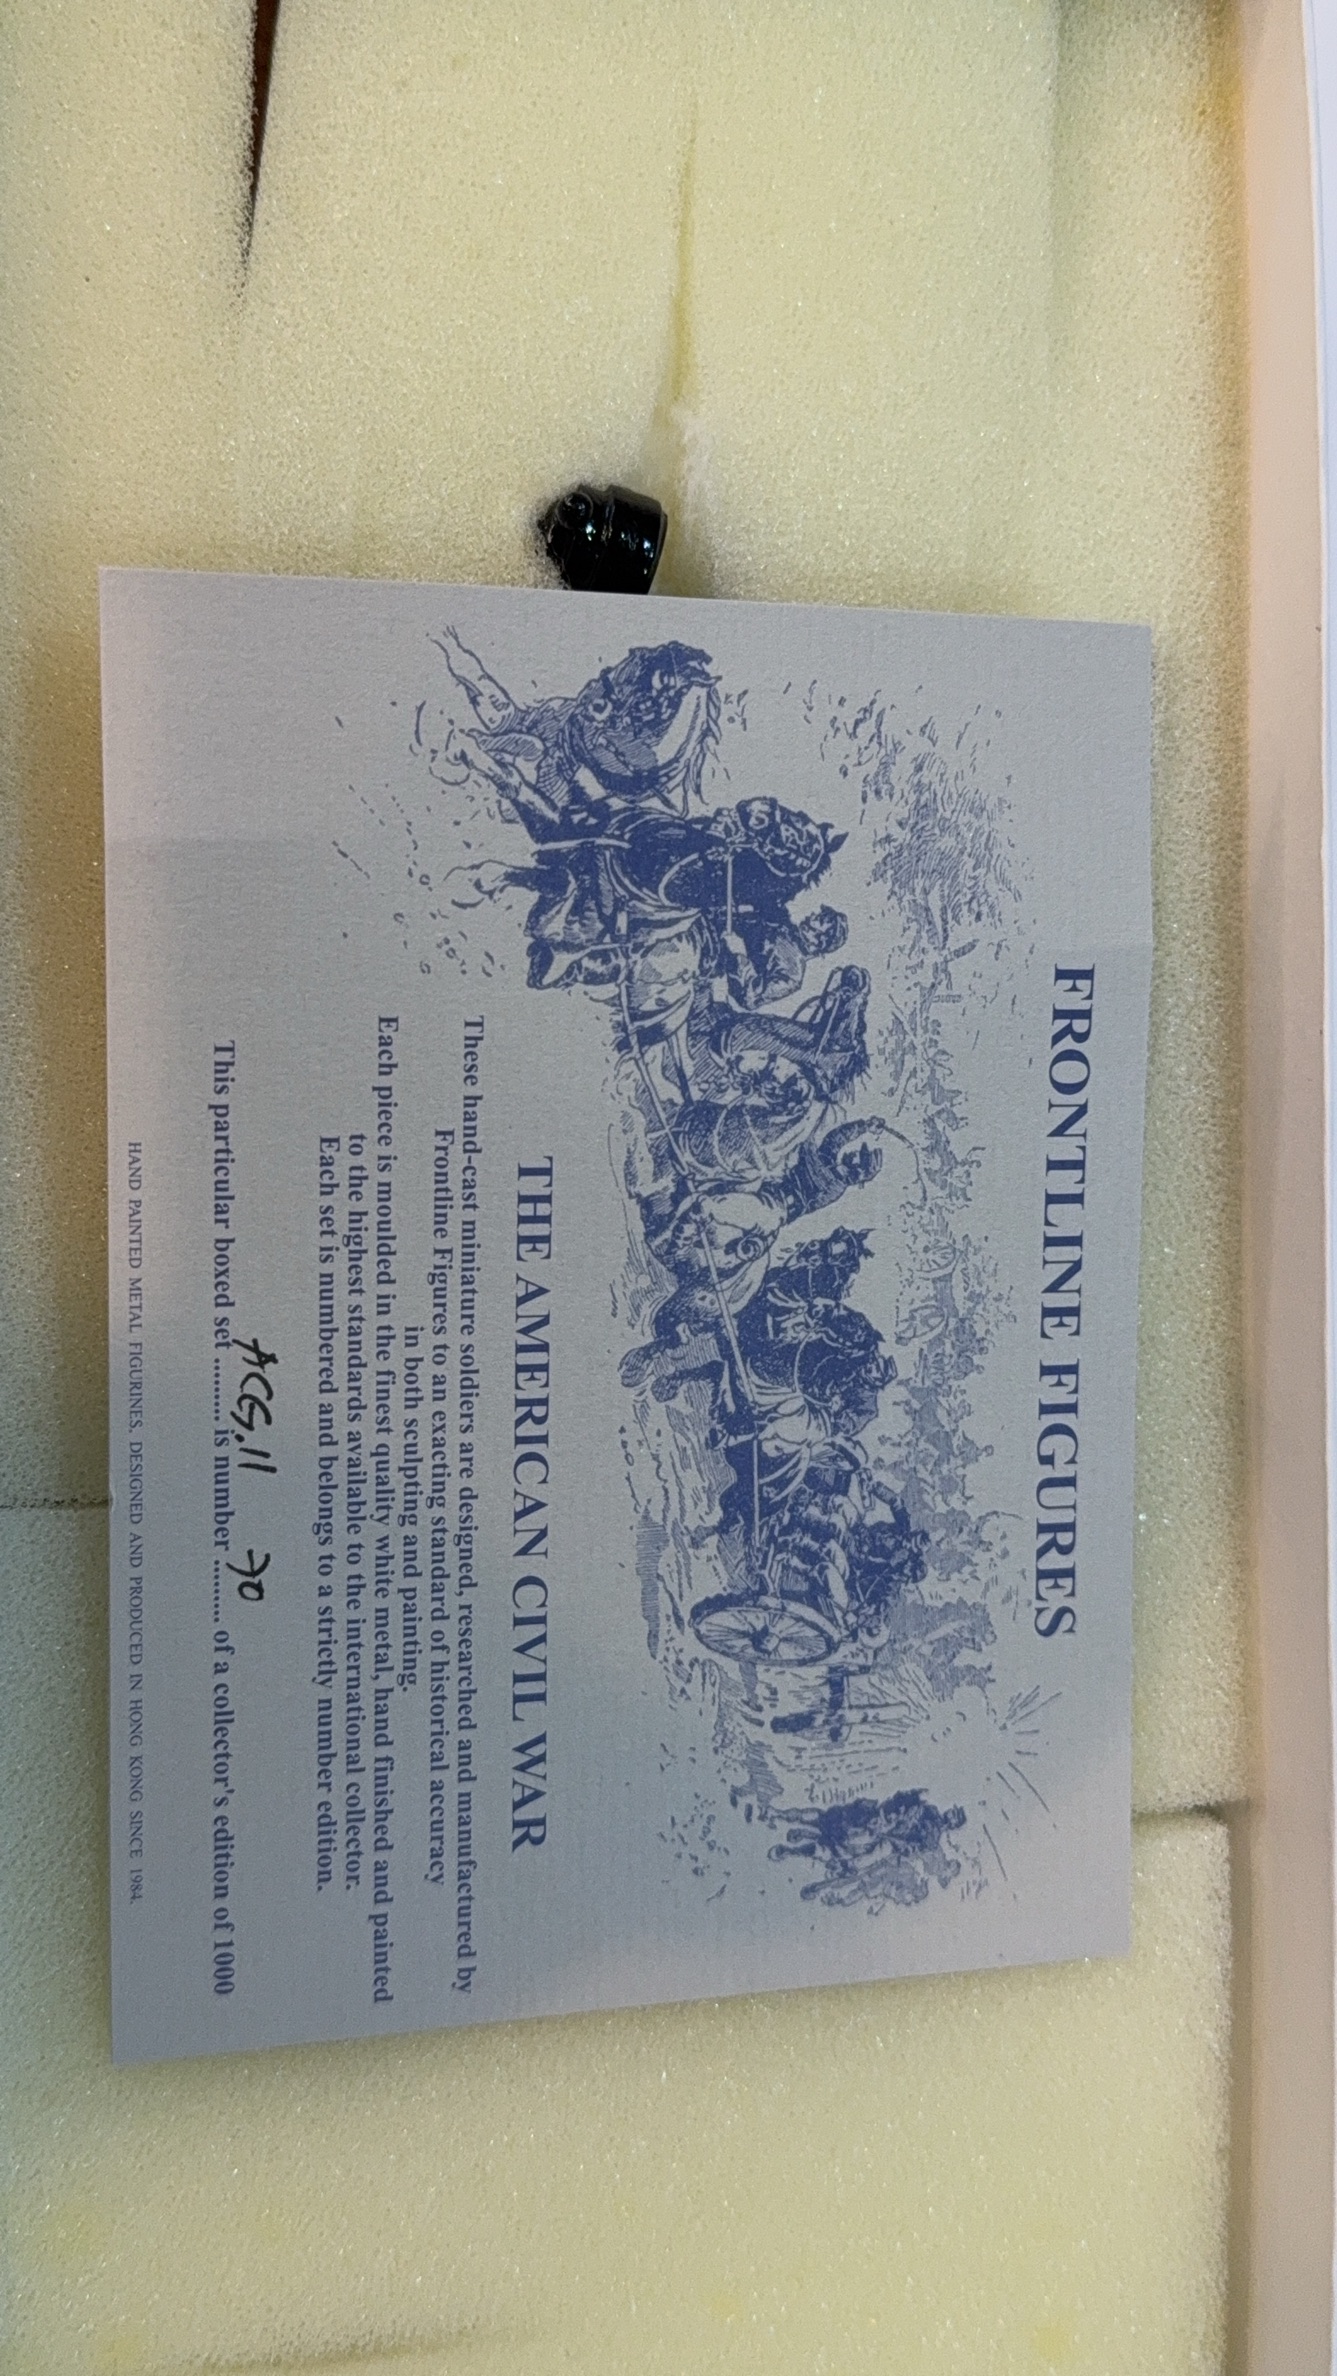 FRONTLINE FIGURES
THE AMERICAN CIVIL WAR
These hand-cast miniature soldiers are designed, researched and manufactured by
Frontline Figures to an exacting standard of historical accuracy
in both sculpting and painting.
Each piece is moulded in the finest quality white metal, hand finished and painted
to the highest standards available to the international collector.
Each set is numbered and belongs to a strictly number edition.
This particular boxed set ACG.11 is number 70 of a collector's edition of 1000
HAND PAINTED METAL FIGURINES, DESIGNED AND PRODUCED IN HONG KONG SINCE 1984.